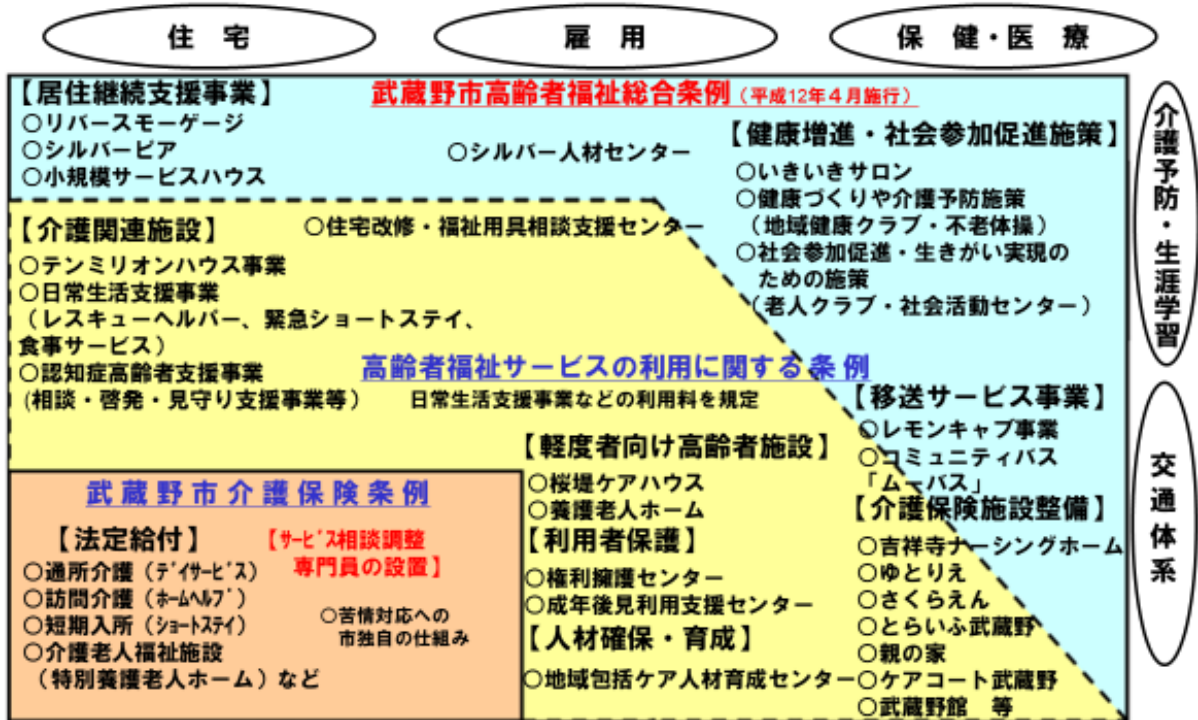 住 宅
雇 用
保 健・医 療
【居住継続支援事業】
○リバースモーゲージ
○シルバーピア
○小規模サービスハウス
武蔵野市高齢者福祉総合条例（平成12年４月施行）
○シルバー人材センター
【健康増進・社会参加促進施策】
○いきいきサロン
○健康づくりや介護予防施策
（地域健康クラブ・不老体操）
○社会参加促進・生きがい実現の
ための施策
（老人クラブ・社会活動センター）
介護予防・生涯学習
【介護関連施設】
○住宅改修・福祉用具相談支援センター
○テンミリオンハウス事業
○日常生活支援事業
（レスキューヘルパー、緊急ショートステイ、
食事サービス）
○認知症高齢者支援事業
(相談・啓発・見守り支援事業等）
高齢者福祉サービスの利用に関する条例
日常生活支援事業などの利用料を規定
【移送サービス事業】
○レモンキャブ事業
○コミュニティバス
「ムーバス」
交通体系
【軽度者向け高齢者施設】
○桜堤ケアハウス
○養護老人ホーム
【利用者保護】
○権利擁護センター
○成年後見利用支援センター
【人材確保・育成】
○地域包括ケア人材育成センター
【介護保険施設整備】
○吉祥寺ナーシングホーム
○ゆとりえ
○さくらえん
○とらいふ武蔵野
○親の家
○ケアコート武蔵野
○武蔵野館 等
武蔵野市介護保険条例
【法定給付】
○通所介護（ﾃﾞｲｻｰﾋﾞｽ）
○訪問介護（ﾎｰﾑﾍﾙﾌﾟ）
○短期入所（ｼｮｰﾄｽﾃｲ）
○介護老人福祉施設
（特別養護老人ホーム）など
【ｻｰﾋﾞｽ相談調整
専門員の設置】
○苦情対応への
市独自の仕組み